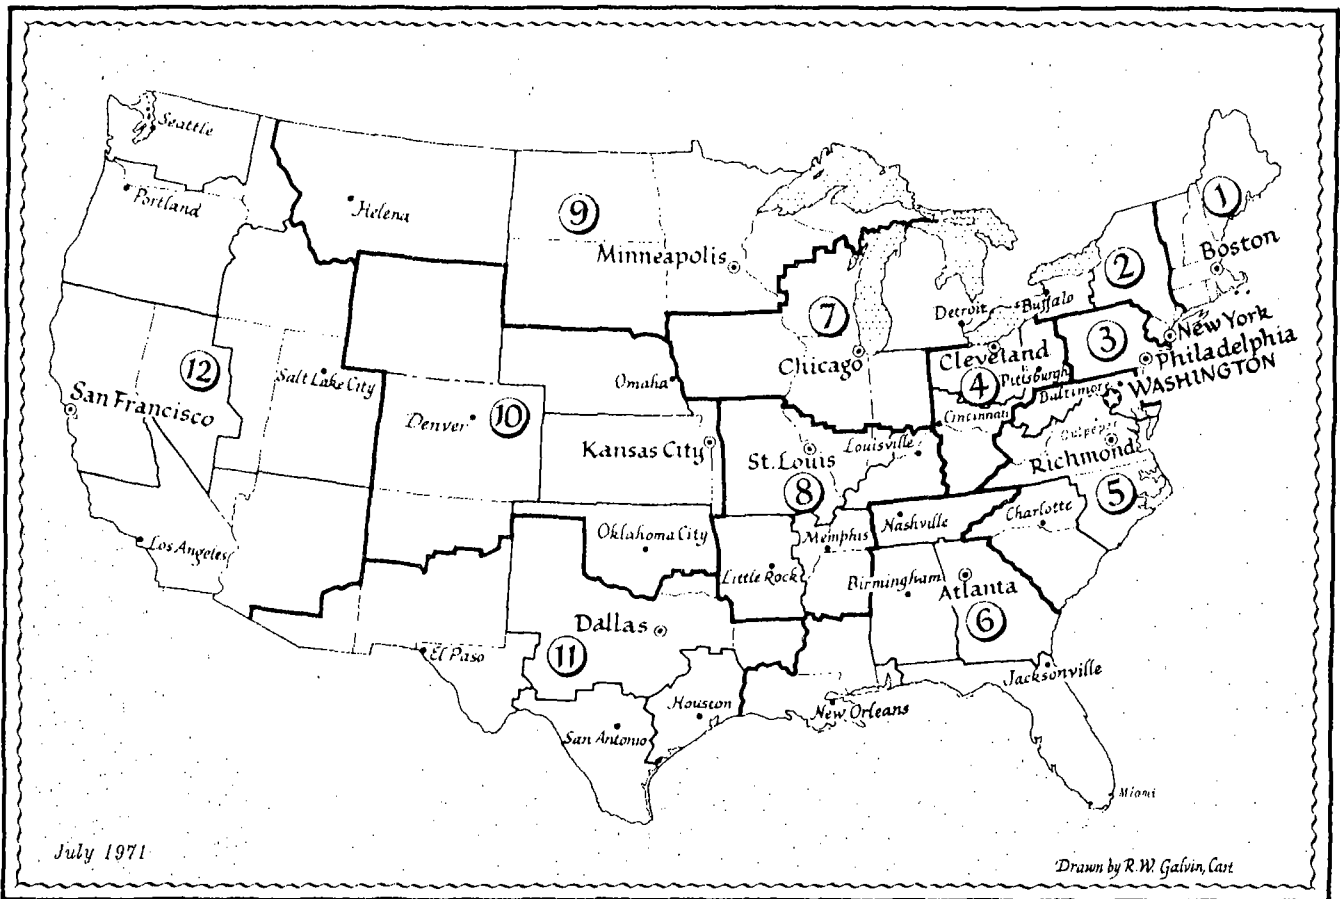 Seattle
Portland
Helena
9
Minneapolis
1
Boston
2
Detroit
Buffalo
7
Chicago
Cleveland
4
Pittsburgh
3
New York
Philadelphia
WASHINGTON
Baltimore
Cincinnati
12
Salt Lake City
San Francisco
Omaha
Denver
10
Kansas City
St. Louis
Louisville
8
Culpeper
Richmond
5
Los Angeles
Oklahoma City
Little Rock
Memphis
Nashville
Charlotte
Birmingham
Atlanta
6
Dallas
11
El Paso
Houston
San Antonio
New Orleans
Jacksonville
Miami
July 1971
Drawn by R.W. Galvin, Cart